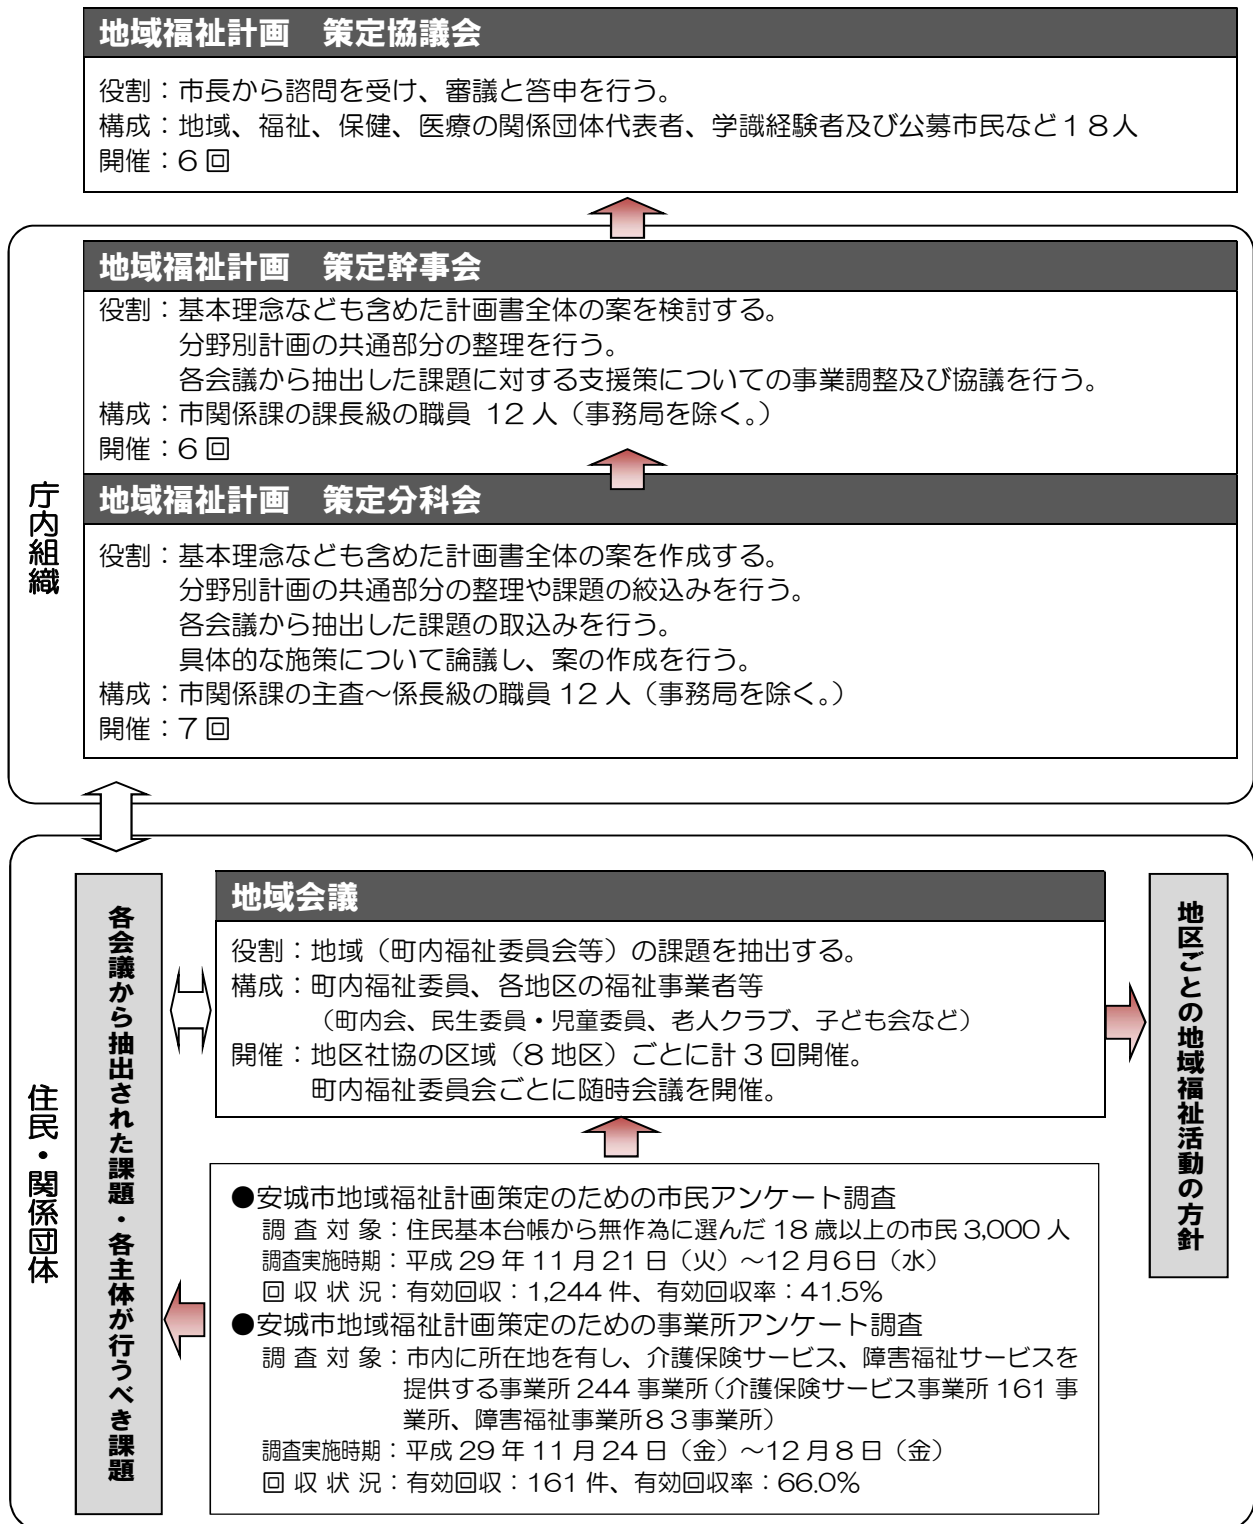 地域福祉計画　策定協議会
役割：市長から諮問を受け、審議と答申を行う。
構成：地域、福祉、保健、医療の関係団体代表者、学識経験者及び公募市民など１８人
開催：6 回
庁内組織
地域福祉計画　策定幹事会
役割：基本理念なども含めた計画書全体の案を検討する。
分野別計画の共通部分の整理を行う。
各会議から抽出した課題に対する支援策についての事業調整及び協議を行う。
構成：市関係課の課長級の職員 12 人（事務局を除く。）
開催：6 回
地域福祉計画　策定分科会
役割：基本理念なども含めた計画書全体の案を作成する。
分野別計画の共通部分の整理や課題の絞込みを行う。
各会議から抽出した課題の取込みを行う。
具体的な施策について論議し、案の作成を行う。
構成：市関係課の主査～係長級の職員 12 人（事務局を除く。）
開催：7 回
住民・関係団体
各会議から抽出された課題・各主体が行うべき課題
地域会議
役割：地域（町内福祉委員会等）の課題を抽出する。
構成：町内福祉委員、各地区の福祉事業者等
（町内会、民生委員・児童委員、老人クラブ、子ども会など）
開催：地区社協の区域（8 地区）ごとに計 3 回開催。
町内福祉委員会ごとに随時会議を開催。
地区ごとの地域福祉活動の方針
●安城市地域福祉計画策定のための市民アンケート調査
調 査 対 象：住民基本台帳から無作為に選んだ 18 歳以上の市民 3,000 人
調査実施時期：平成 29 年 11 月 21 日（火）～12 月６日（水）
回 収 状 況：有効回収：1,244 件、有効回収率：41.5％
●安城市地域福祉計画策定のための事業所アンケート調査
調 査 対 象：市内に所在地を有し、介護保険サービス、障害福祉サービスを
提供する事業所 244 事業所（介護保険サービス事業所 161 事
業所、障害福祉事業所８３事業所）
調査実施時期：平成 29 年 11 月 24 日（金）～12 月 8 日（金）
回 収 状 況：有効回収：161 件、有効回収率：66.0％